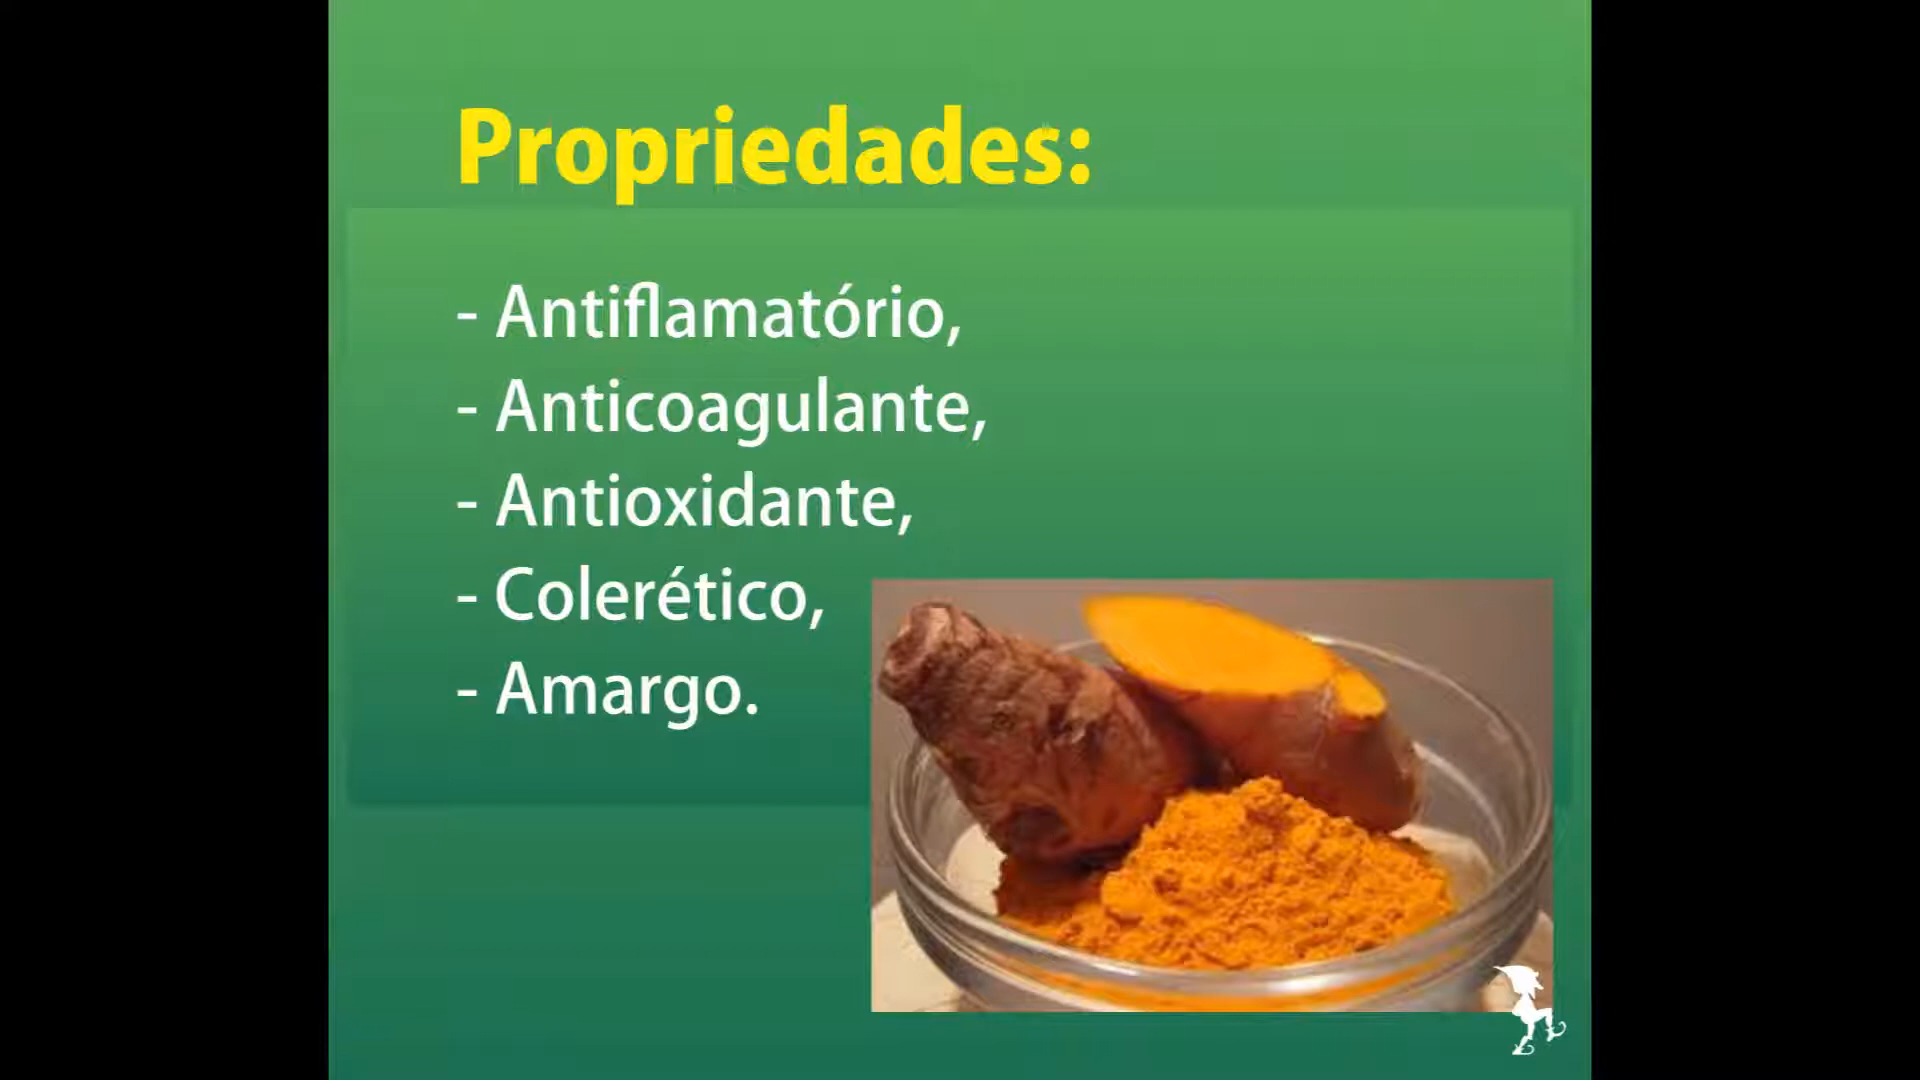 Propriedades:
- Antiflamatório,
- Anticoagulante,
- Antioxidante,
- Colerético,
- Amargo.